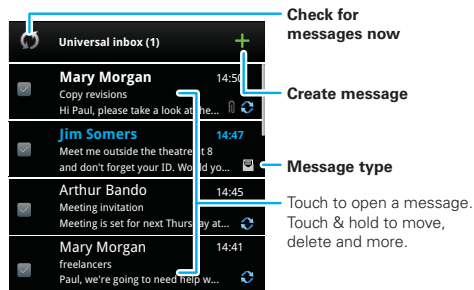 Check for
messages now
Universal inbox (1)
Mary Morgan 14:50
Copy revisions
Hi Paul, please take a look at the...
Create message
Jim Somers 14:47
Meet me outside the theatre at 8
and don't forget your ID. Would yo...
Message type
Arthur Bando 14:45
Meeting invitation
Meeting is set for next Thursday at...
Touch to open a message.
Touch & hold to move,
delete and more.
Mary Morgan 14:41
freelancers
Paul, we're going to need help w...